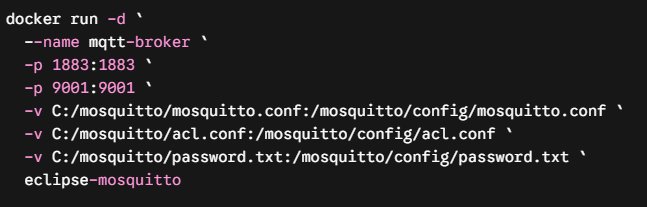 docker run -d `
--name mqtt-broker `
-p 1883:1883 `
-p 9001:9001 `
-v C:/mosquitto/mosquitto.conf:/mosquitto/config/mosquitto.conf `
-v C:/mosquitto/acl.conf:/mosquitto/config/acl.conf `
-v C:/mosquitto/password.txt:/mosquitto/config/password.txt `
eclipse-mosquitto